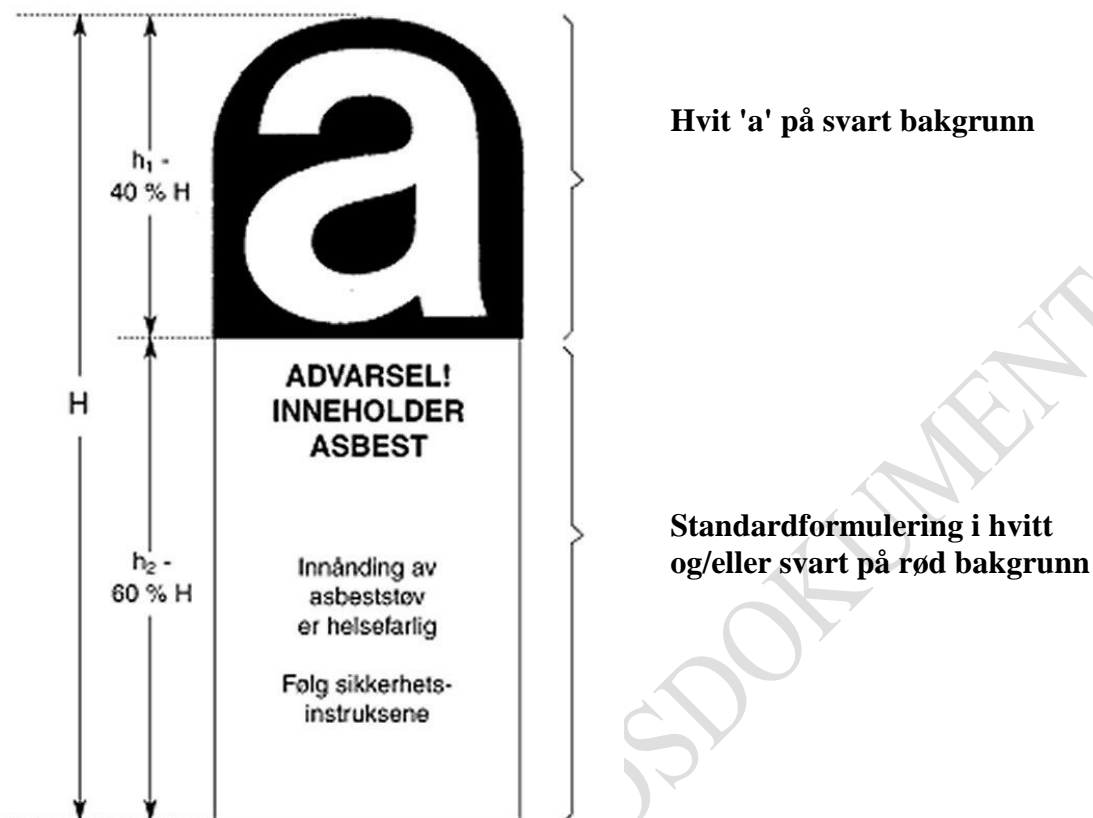 a
Hvit 'a' på svart bakgrunn
h₁ -
40 % H
H
ADVARSEL!
INNEHOLDER
ASBEST
Standardformulering i hvitt
og/eller svart på rød bakgrunn
h₂ -
60 % H
Innånding av
asbeststøv
er helsefarlig
Følg sikkerhets-
instruksene